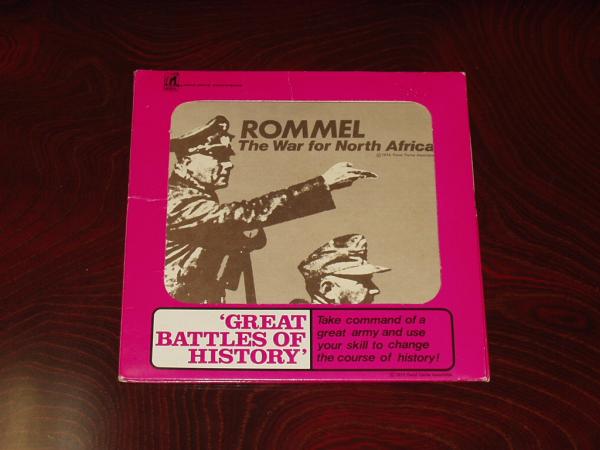 ROMMEL
The War for North Africa
'GREAT
BATTLES OF
HISTORY'
Take command of a
great army and use
your skill to change
the course of history!